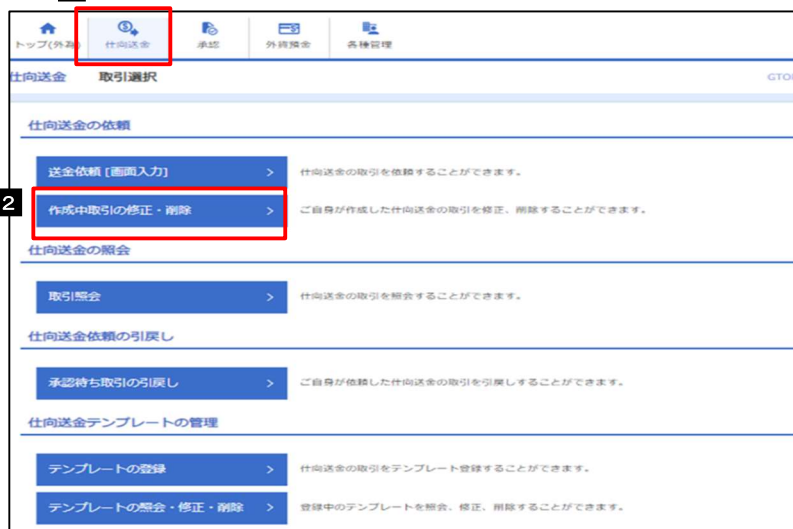 トップ(外為) 仕向送金 承認 外貨預金 各種管理
仕向送金 取引選択
仕向送金の依頼
送金依頼 [画面入力] > 仕向送金の取引を依頼することができます。
2 作成中取引の修正・削除 > ご自身が作成した仕向送金の取引を修正、削除することができます。
仕向送金の照会
取引照会 > 仕向送金の取引を照会することができます。
仕向送金依頼の引戻し
承認待ち取引の引戻し > ご自身が依頼した仕向送金の取引を引戻しすることができます。
仕向送金テンプレートの管理
テンプレートの登録 > 仕向送金の取引をテンプレート登録することができます。
テンプレートの照会・修正・削除 > 登録中のテンプレートを照会、修正、削除することができます。